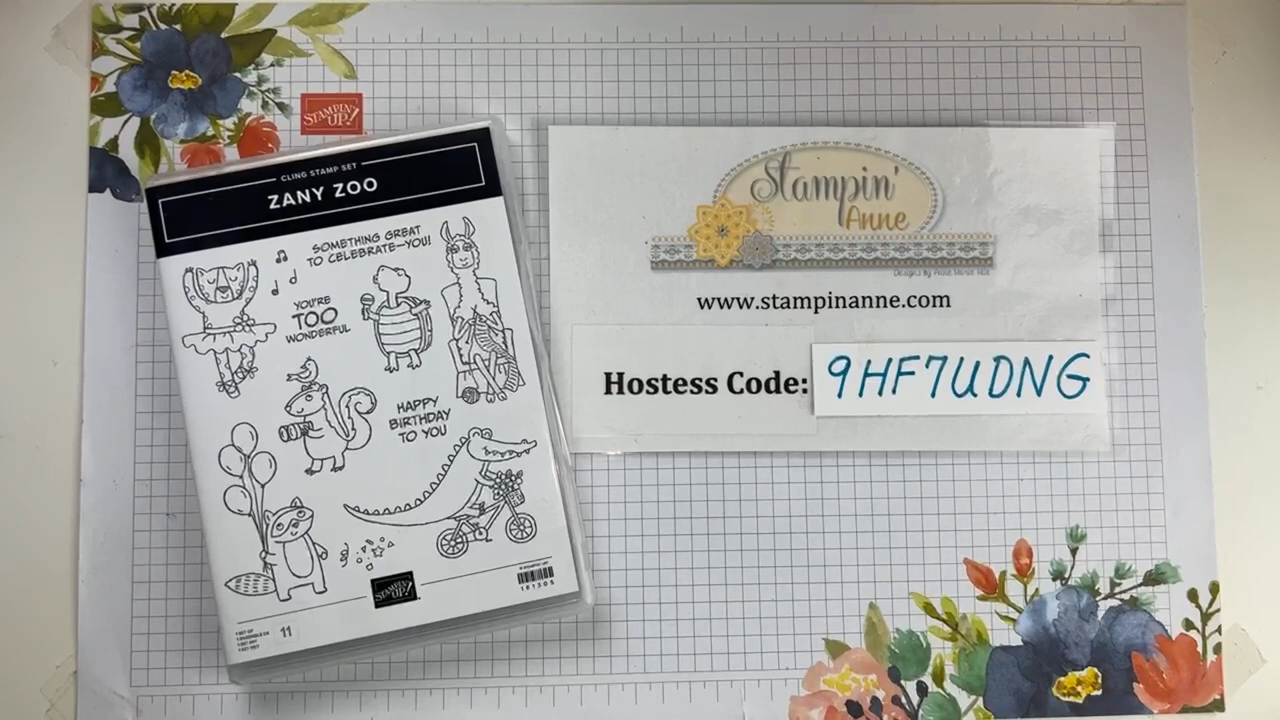 STAMPIN' UP!
CLING STAMP SET
ZANY ZOO
SOMETHING GREAT
TO CELEBRATE—YOU!
YOU'RE
TOO
WONDERFUL
HAPPY
BIRTHDAY
TO YOU
STAMPIN' UP!
161305
11
Stampin'
Anne
www.stampinanne.com
Hostess Code: 9HF7UDNG